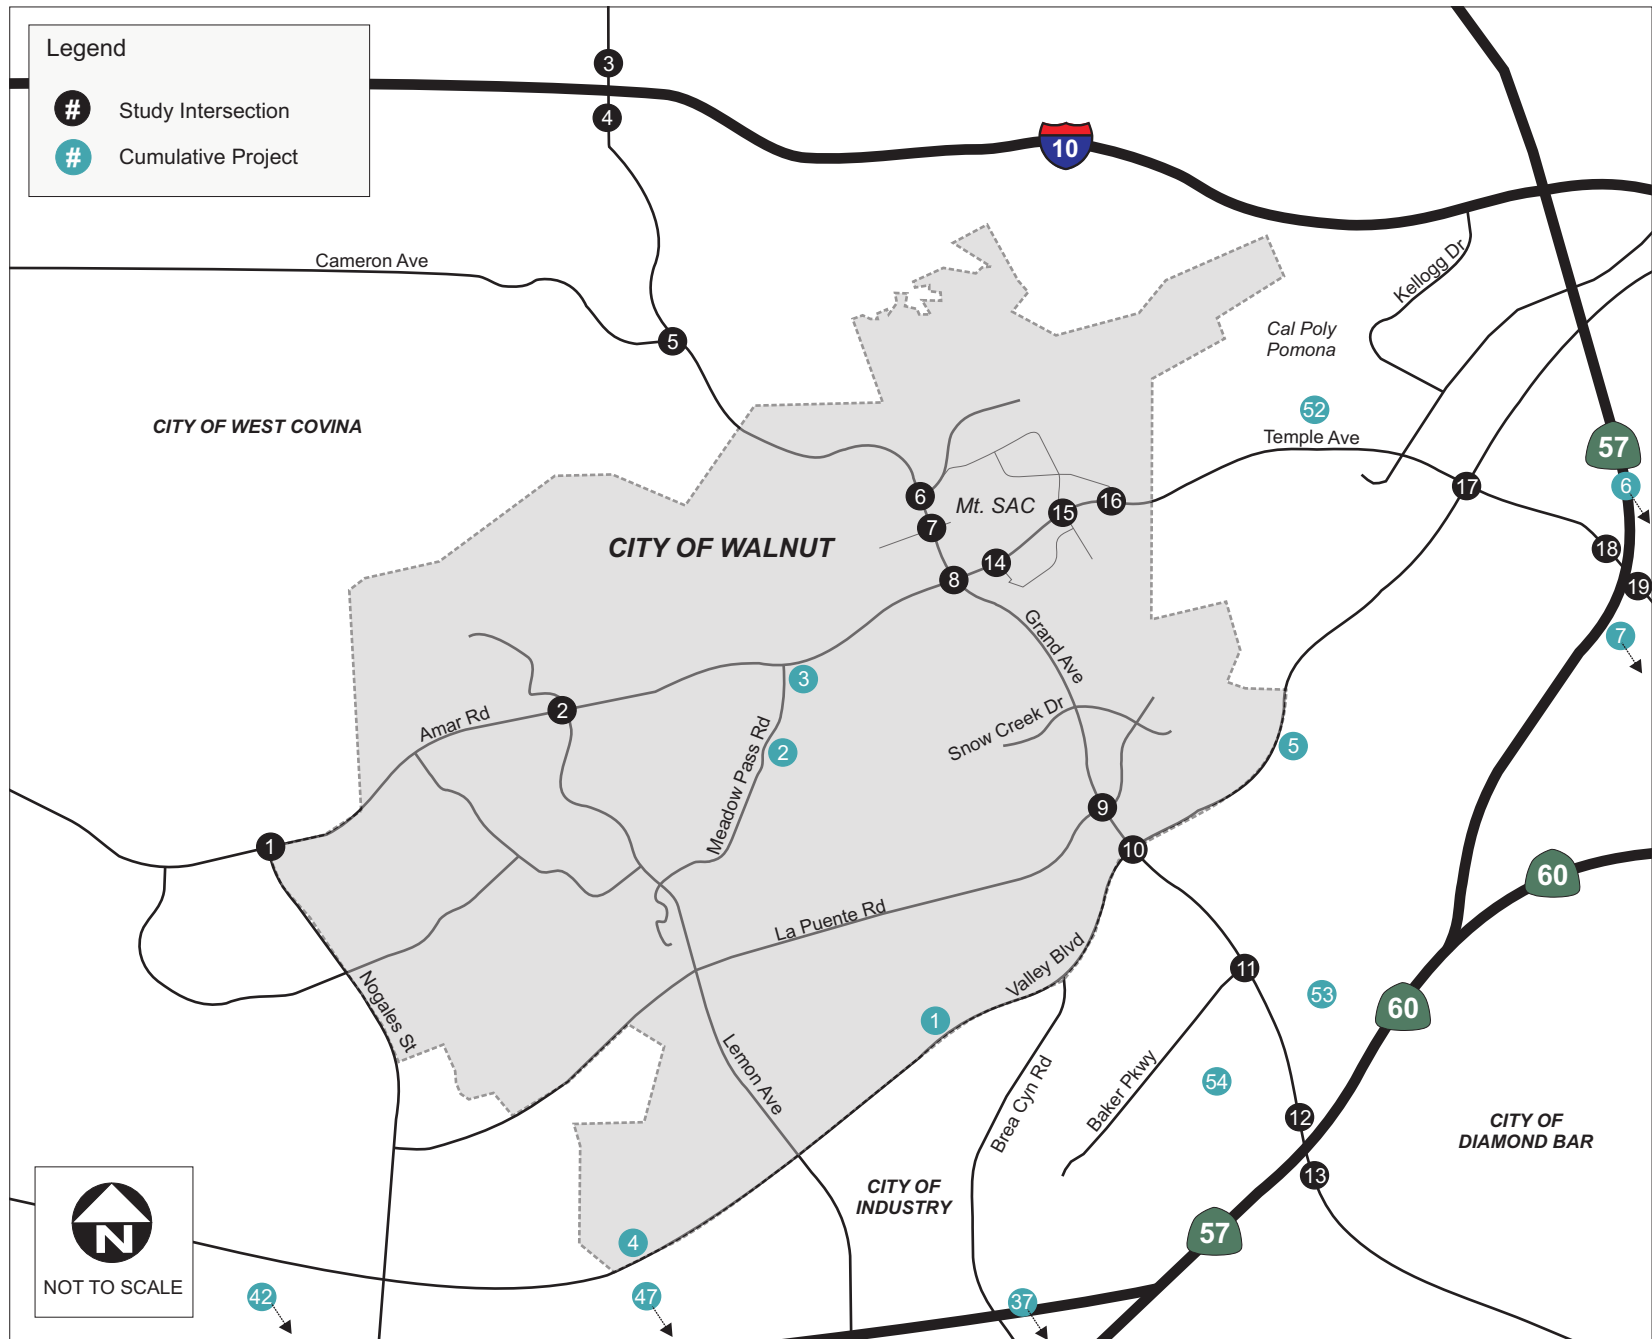 Legend
# Study Intersection
# Cumulative Project
3
4
10
Cameron Ave
Kellogg Dr
5
Cal Poly
Pomona
52
CITY OF WEST COVINA
Temple Ave
57
6
17
6
Mt. SAC
16
15
7
CITY OF WALNUT
18
14
8
19
Grand Ave
7
3
2
Amar Rd
Snow Creek Dr
Meadow Pass Rd
2
5
9
1
10
60
La Puente Rd
Valley Blvd
11
53
60
Nogales St
1
Lemon Ave
Brea Cyn Rd
Baker Pkwy
54
12
CITY OF
DIAMOND BAR
13
CITY OF
INDUSTRY
N
NOT TO SCALE
57
4
42
47
37